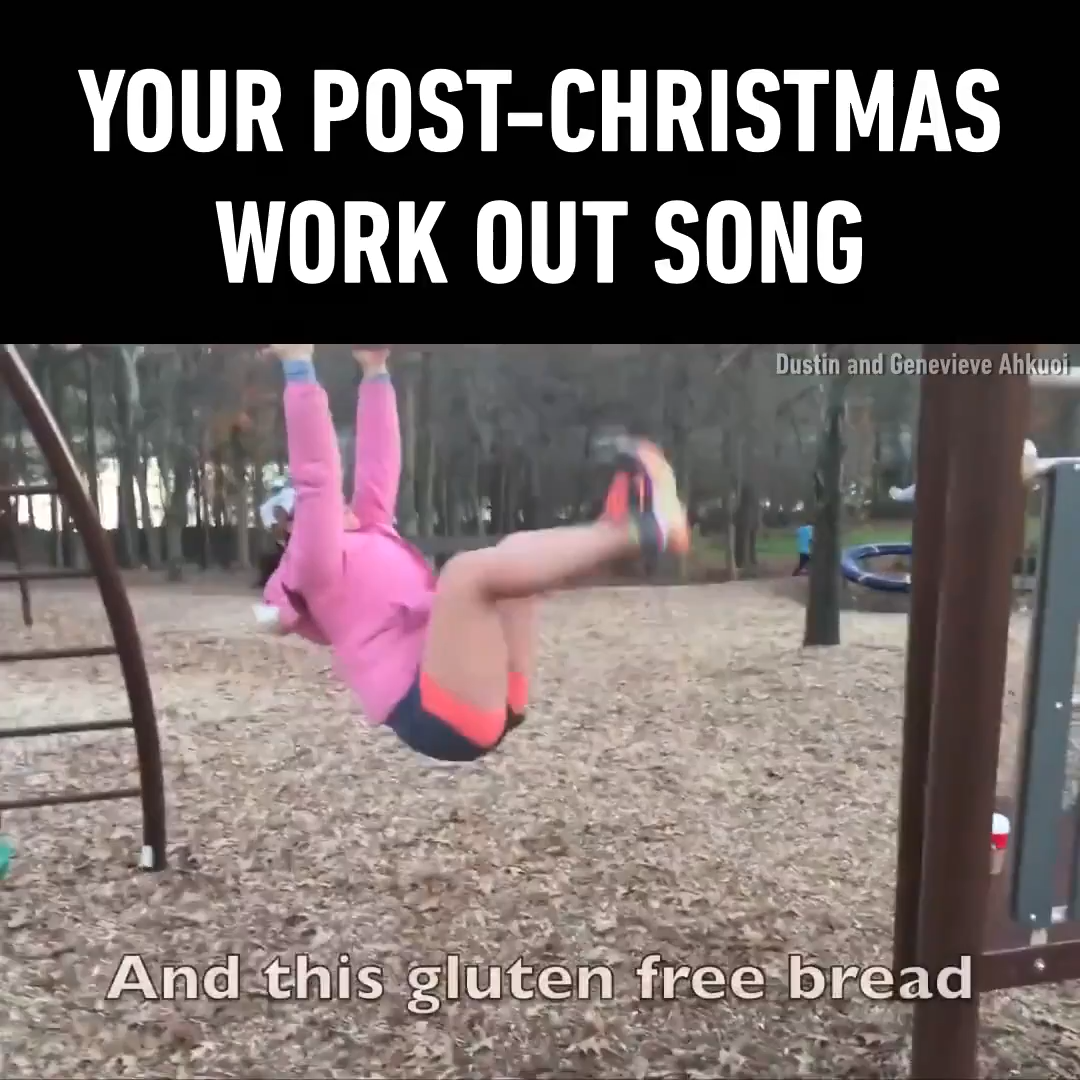 YOUR POST-CHRISTMAS
WORK OUT SONG
Dustin and Genevieve Ahkuoi
And this gluten free bread